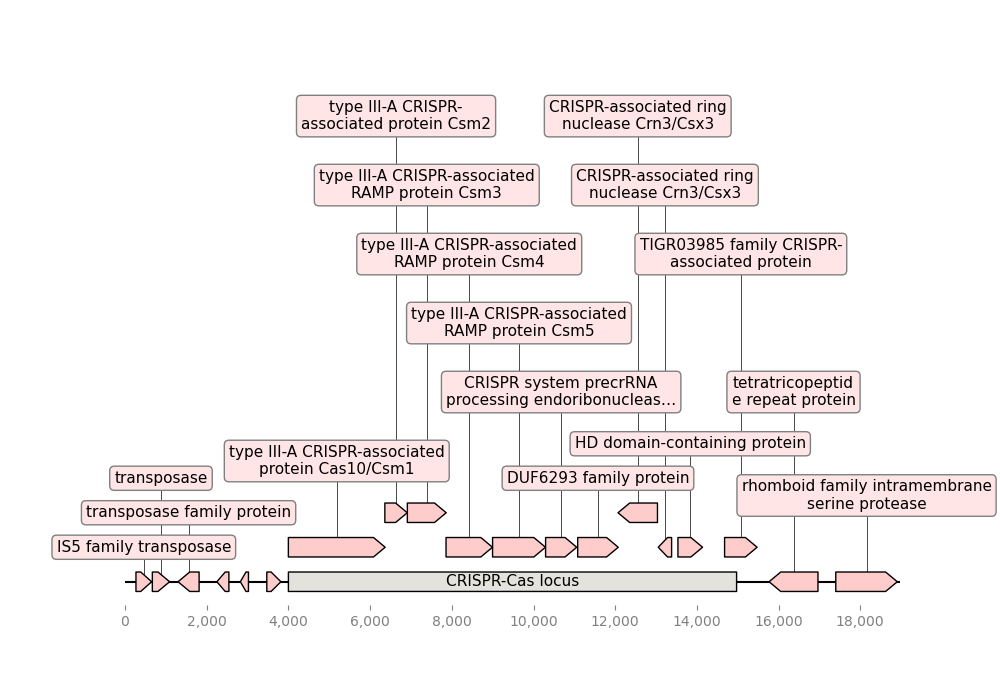 type III-A CRISPR-
associated protein Csm2
CRISPR-associated ring
nuclease Crn3/Csx3
type III-A CRISPR-associated
RAMP protein Csm3
CRISPR-associated ring
nuclease Crn3/Csx3
type III-A CRISPR-associated
RAMP protein Csm4
TIGR03985 family CRISPR-
associated protein
type III-A CRISPR-associated
RAMP protein Csm5
CRISPR system precrRNA
processing endoribonucleas…
tetratricopeptid
e repeat protein
HD domain-containing protein
type III-A CRISPR-associated
protein Cas10/Csm1
transposase
DUF6293 family protein
rhomboid family intramembrane
serine protease
transposase family protein
IS5 family transposase
CRISPR-Cas locus
0 2,000 4,000 6,000 8,000 10,000 12,000 14,000 16,000 18,000